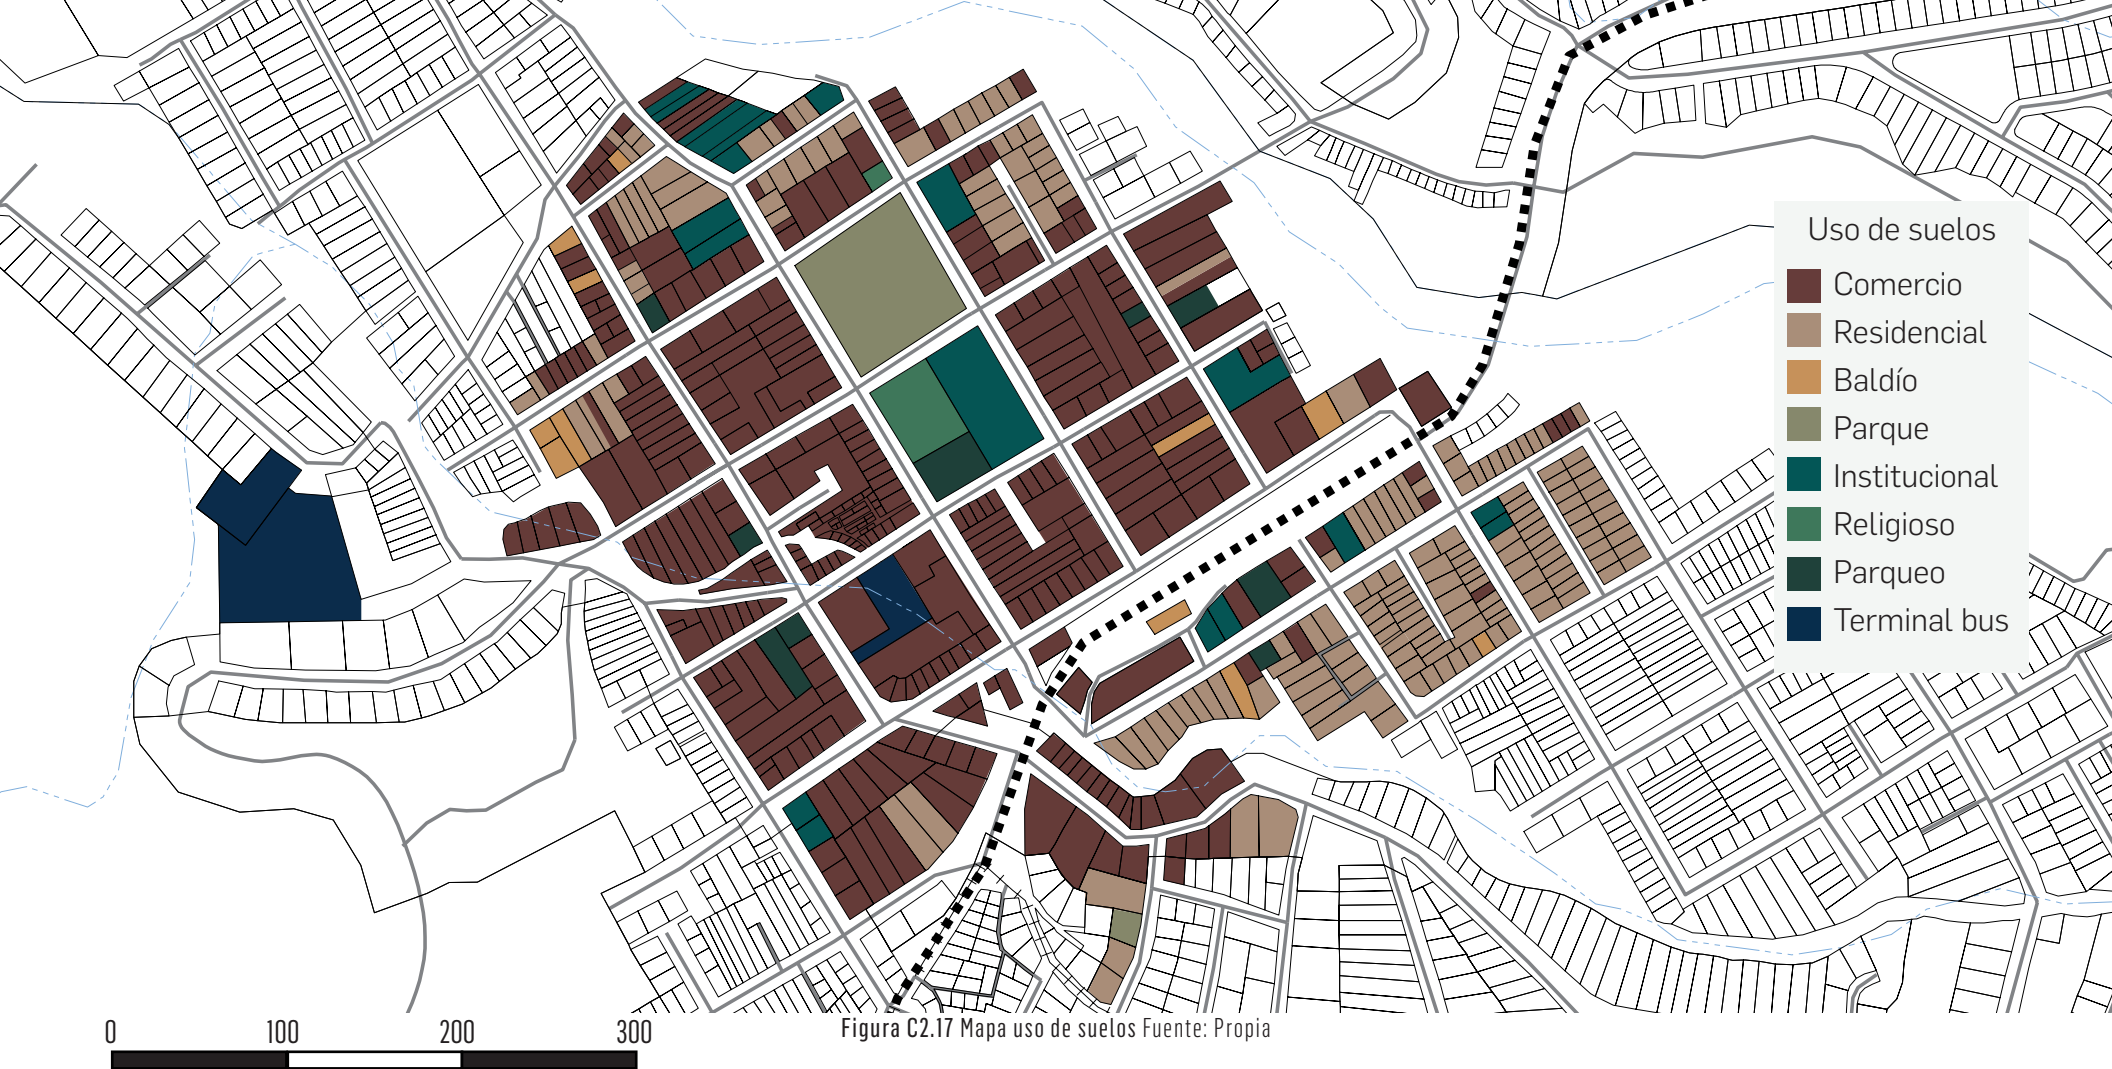 Uso de suelos
Comercio
Residencial
Baldío
Parque
Institucional
Religioso
Parqueo
Terminal bus
0 100 200 300
Figura C2.17 Mapa uso de suelos Fuente: Propia